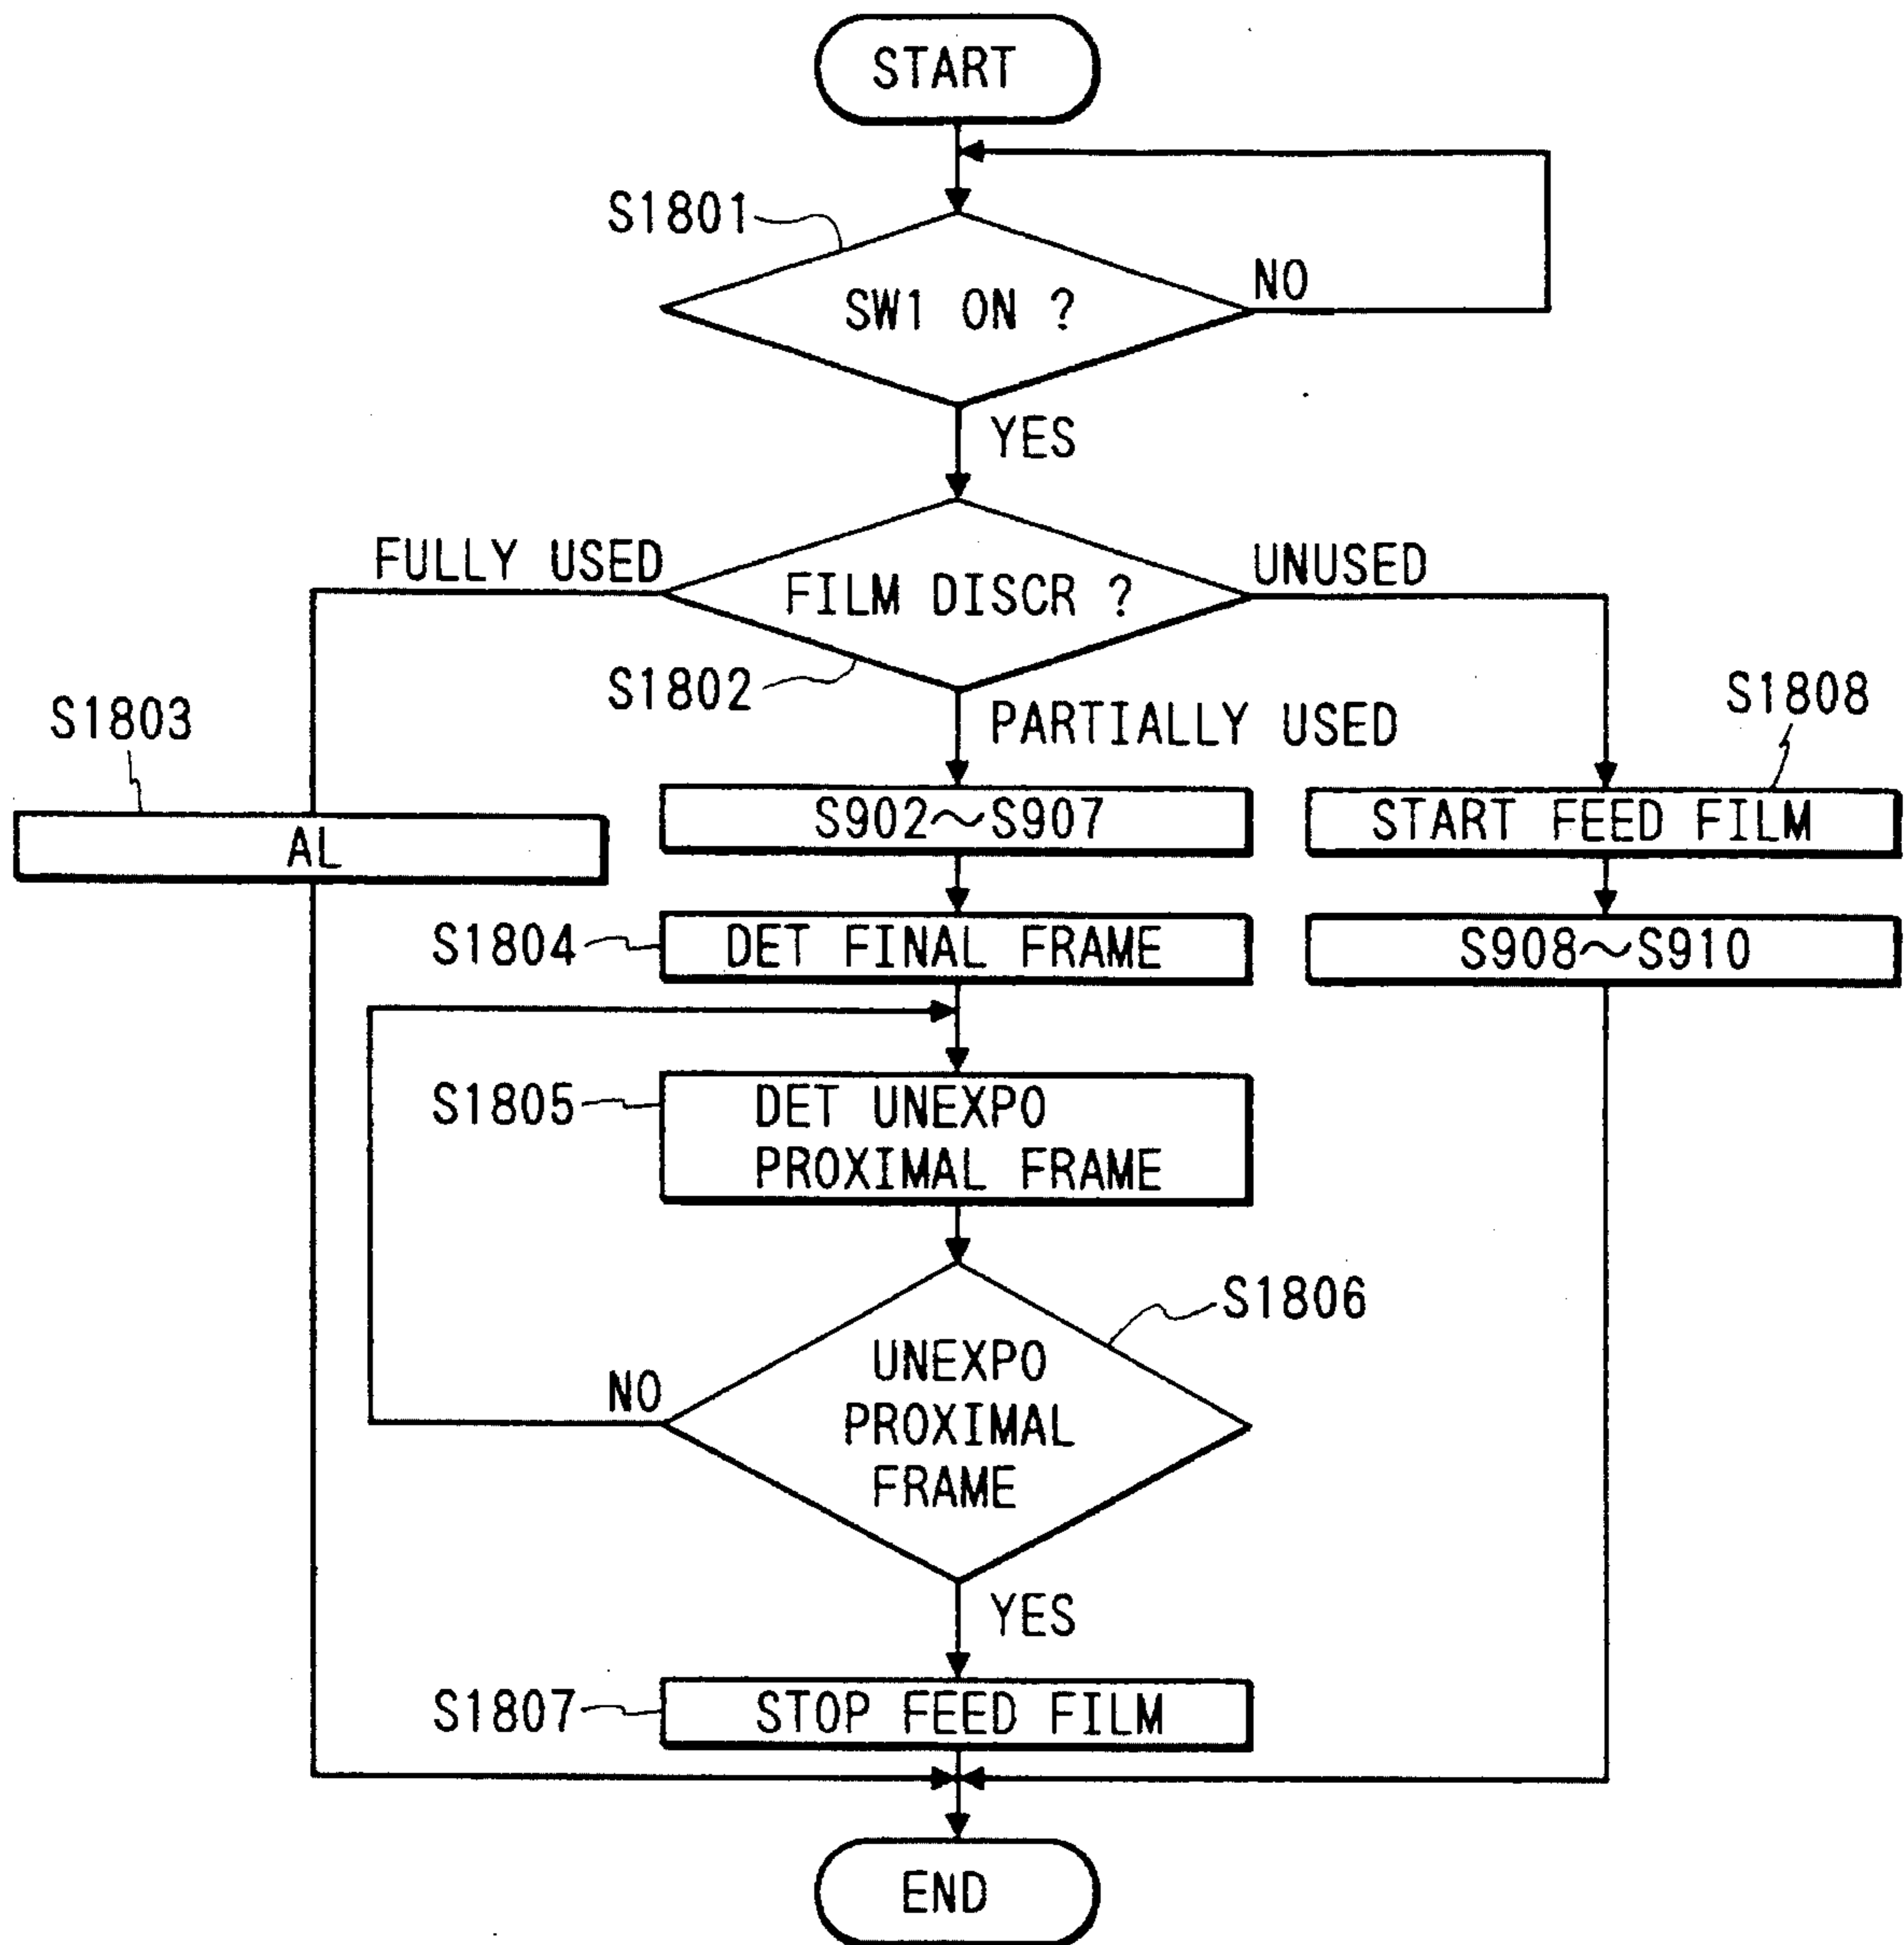 START
S1801
SW1 ON ?
NO
YES
FULLY USED
FILM DISCR ?
UNUSED
S1802
PARTIALLY USED
S1803
S1808
AL
S902～S907
START FEED FILM
S1804
DET FINAL FRAME
S908～S910
S1805
DET UNEXPO
PROXIMAL FRAME
S1806
UNEXPO
PROXIMAL
FRAME
NO
YES
S1807
STOP FEED FILM
END